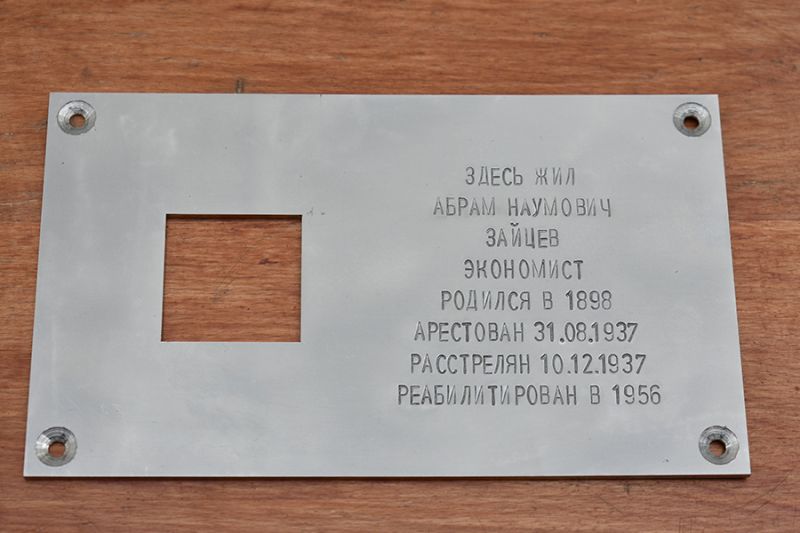 ЗДЕСЬ ЖИЛ
АБРАМ НАУМОВИЧ
ЗАЙЦЕВ
ЭКОНОМИСТ
РОДИЛСЯ В 1898
АРЕСТОВАН 31.08.1937
РАССТРЕЛЯН 10.12.1937
РЕАБИЛИТИРОВАН В 1956